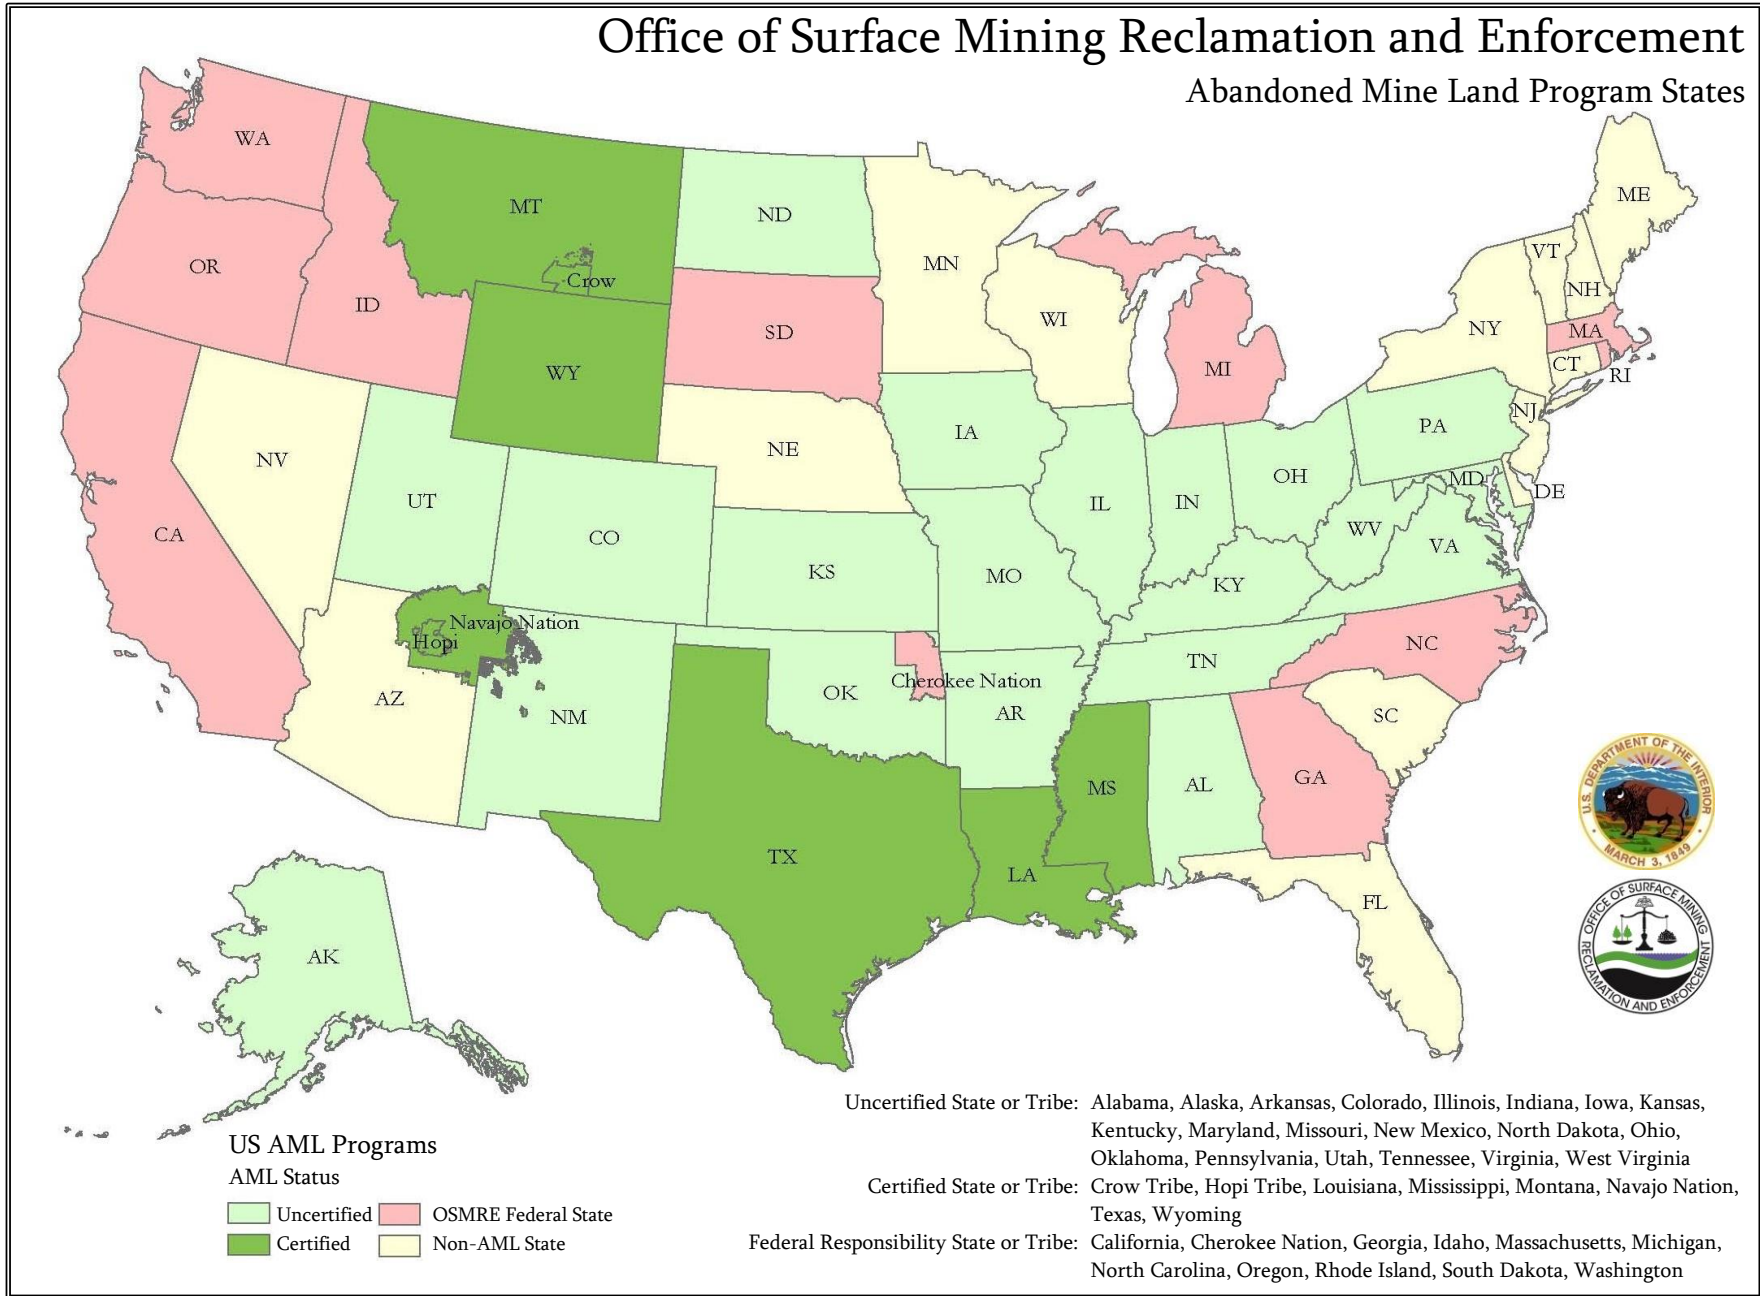 Office of Surface Mining Reclamation and Enforcement
Abandoned Mine Land Program States
WA
MT
ND
ME
OR
MN
VT
Crow
ID
NH
WI
SD
NY
MA
WY
MI
CT
RI
NJ
IA
PA
NE
NV
OH
MD
UT
IL
IN
DE
WV
CA
CO
VA
KS
MO
KY
Navajo Nation
Hopi
NC
TN
Cherokee Nation
OK
AZ
AR
NM
SC
GA
MS
AL
TX
LA
FL
AK
U.S. DEPARTMENT OF THE INTERIOR
MARCH 3, 1849
OFFICE OF SURFACE MINING
RECLAMATION AND ENFORCEMENT
US AML Programs
AML Status
Uncertified
OSMRE Federal State
Certified
Non-AML State
Uncertified State or Tribe: Alabama, Alaska, Arkansas, Colorado, Illinois, Indiana, Iowa, Kansas,
Kentucky, Maryland, Missouri, New Mexico, North Dakota, Ohio,
Oklahoma, Pennsylvania, Utah, Tennessee, Virginia, West Virginia
Certified State or Tribe: Crow Tribe, Hopi Tribe, Louisiana, Mississippi, Montana, Navajo Nation,
Texas, Wyoming
Federal Responsibility State or Tribe: California, Cherokee Nation, Georgia, Idaho, Massachusetts, Michigan,
North Carolina, Oregon, Rhode Island, South Dakota, Washington